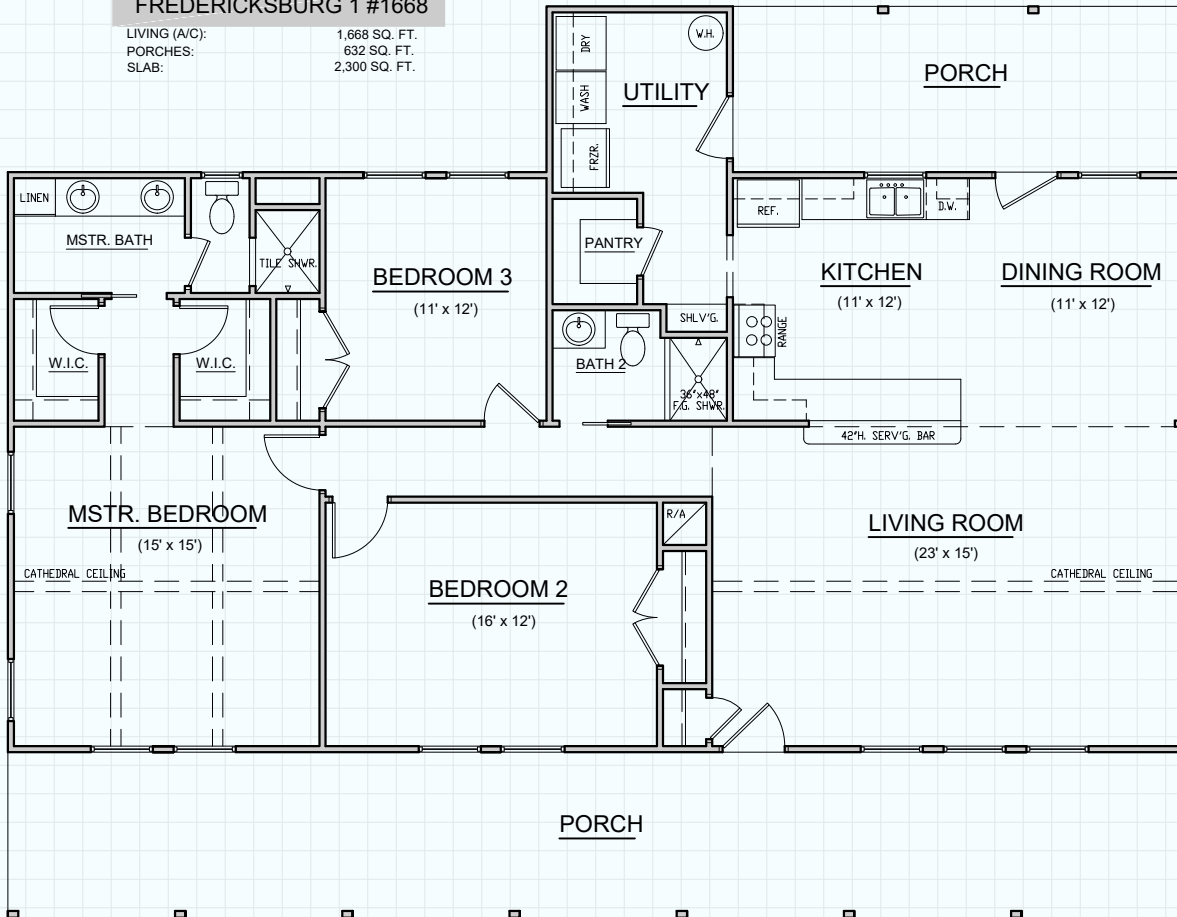 FREDERICKSBURG 1 #1668
LIVING (A/C): 1,668 SQ. FT.
PORCHES: 632 SQ. FT.
SLAB: 2,300 SQ. FT.
DRY
W.H.
WASH
UTILITY
FRZR.
PORCH
LINEN
MSTR. BATH
TILE SHWR.
BEDROOM 3
(11' x 12')
PANTRY
REF.
D.W.
KITCHEN
(11' x 12')
DINING ROOM
(11' x 12')
W.I.C.
W.I.C.
SHLV'G.
RANGE
BATH 2
36"x48"
F.G. SHWR.
42"H. SERV'G. BAR
MSTR. BEDROOM
(15' x 15')
CATHEDRAL CEILING
R/A
BEDROOM 2
(16' x 12')
LIVING ROOM
(23' x 15')
CATHEDRAL CEILING
PORCH